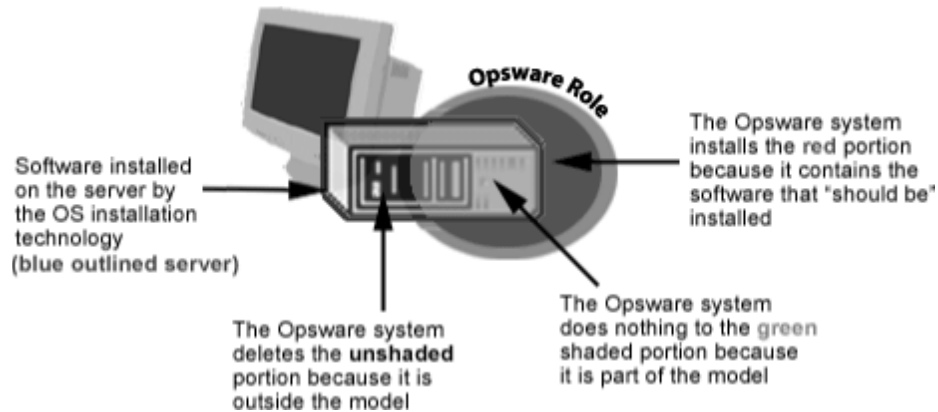 Opsware Role
The Opsware system
installs the red portion
because it contains the
software that "should be"
installed
Software installed
on the server by
the OS installation
technology
(blue outlined server)
The Opsware system
deletes the unshaded
portion because it is
outside the model
The Opsware system
does nothing to the green
shaded portion because
it is part of the model